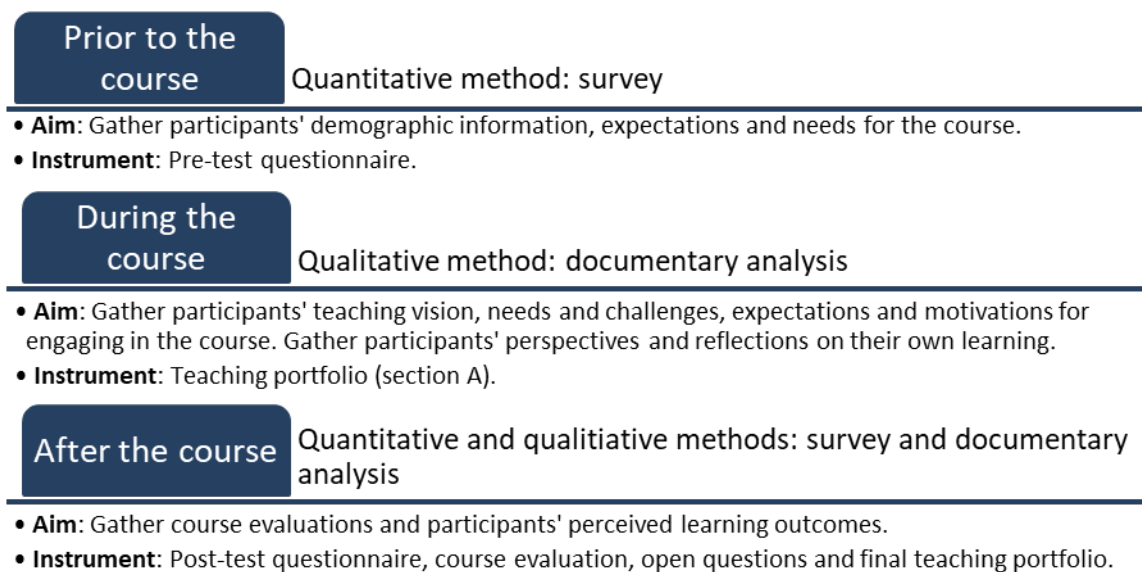 Prior to the
course
Quantitative method: survey
• Aim: Gather participants' demographic information, expectations and needs for the course.
• Instrument: Pre-test questionnaire.
During the
course
Qualitative method: documentary analysis
• Aim: Gather participants' teaching vision, needs and challenges, expectations and motivations for
engaging in the course. Gather participants' perspectives and reflections on their own learning.
• Instrument: Teaching portfolio (section A).
After the course
Quantitative and qualitiative methods: survey and documentary
analysis
• Aim: Gather course evaluations and participants' perceived learning outcomes.
• Instrument: Post-test questionnaire, course evaluation, open questions and final teaching portfolio.